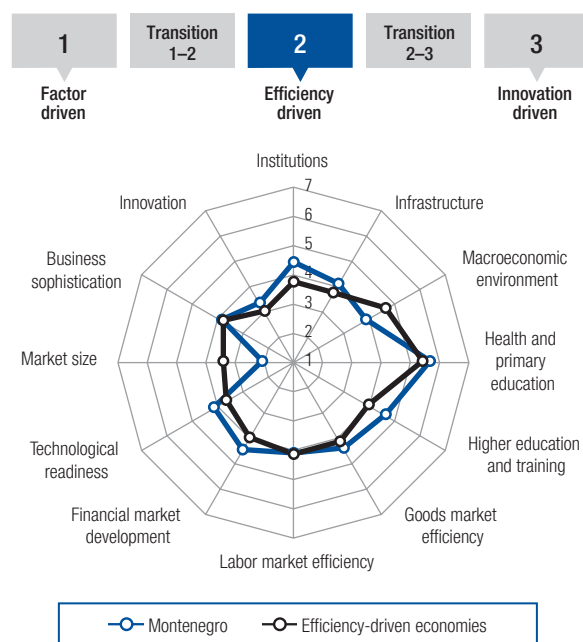 1
Transition
1–2
2
Transition
2–3
3
Factor
driven
Efficiency
driven
Innovation
driven
Institutions
Infrastructure
Macroeconomic
environment
Health and
primary
education
Higher education
and training
Goods market
efficiency
Labor market efficiency
Financial market
development
Technological
readiness
Market size
Business
sophistication
Innovation
7
6
5
4
3
2
1
Montenegro
Efficiency-driven economies